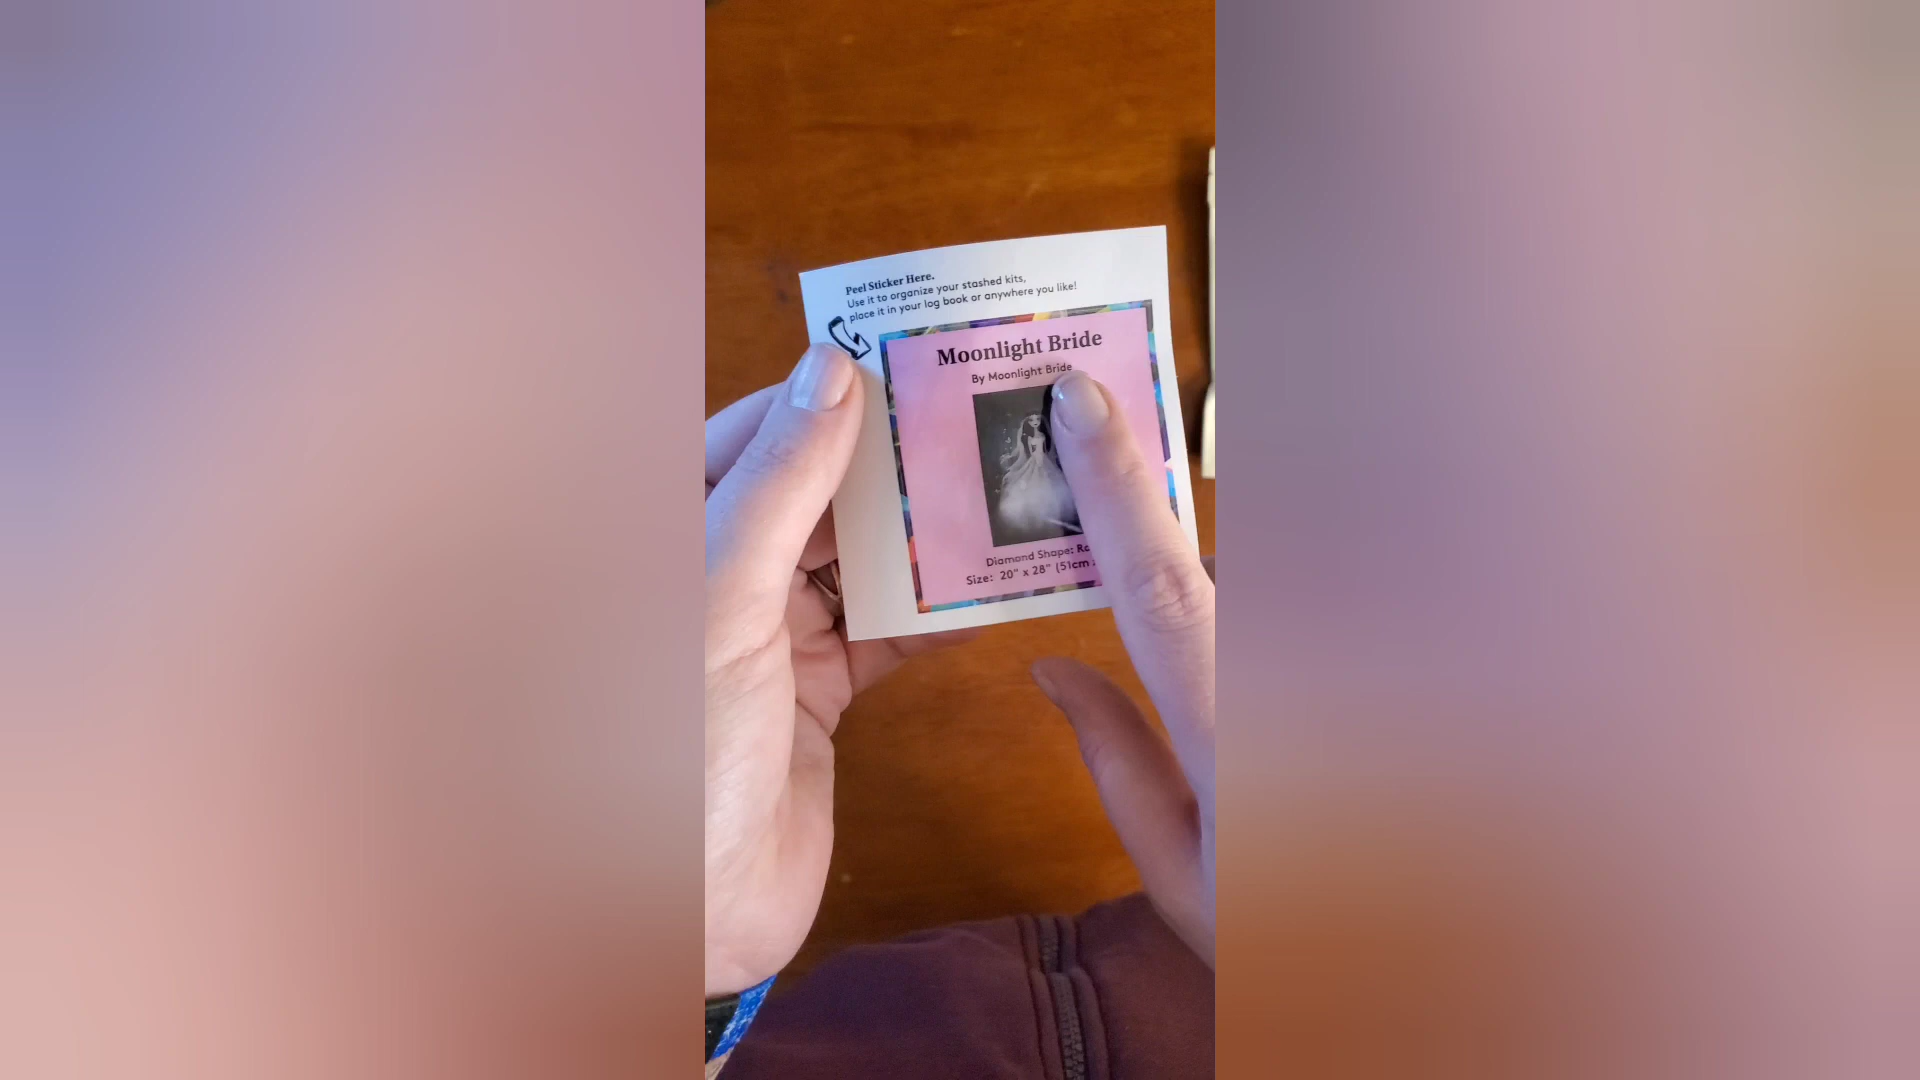 Peel Sticker Here.
Use it to organize your stashed kits,
place it in your log book or anywhere you like!
Moonlight Bride
By Moonlight Bride
Diamond Shape:
Size: 20" x 28" (51cm